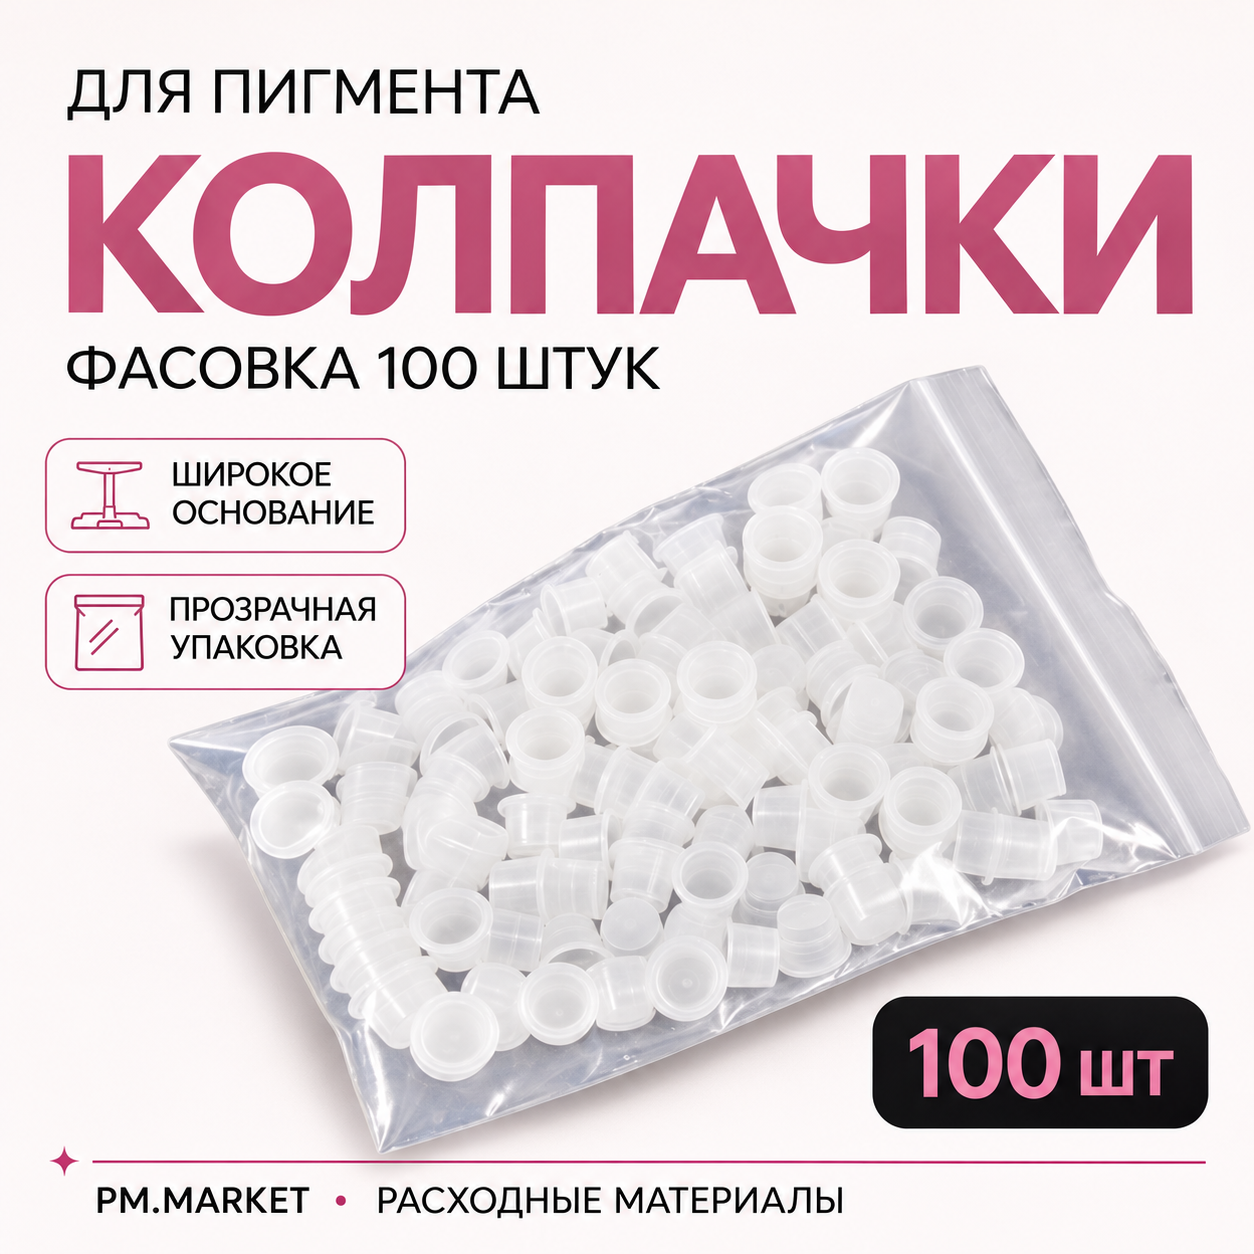 ДЛЯ ПИГМЕНТА
КОЛПАЧКИ
ФАСОВКА 100 ШТУК
ШИРОКОЕ
ОСНОВАНИЕ
ПРОЗРАЧНАЯ
УПАКОВКА
100 шт
PM.MARKET • РАСХОДНЫЕ МАТЕРИАЛЫ